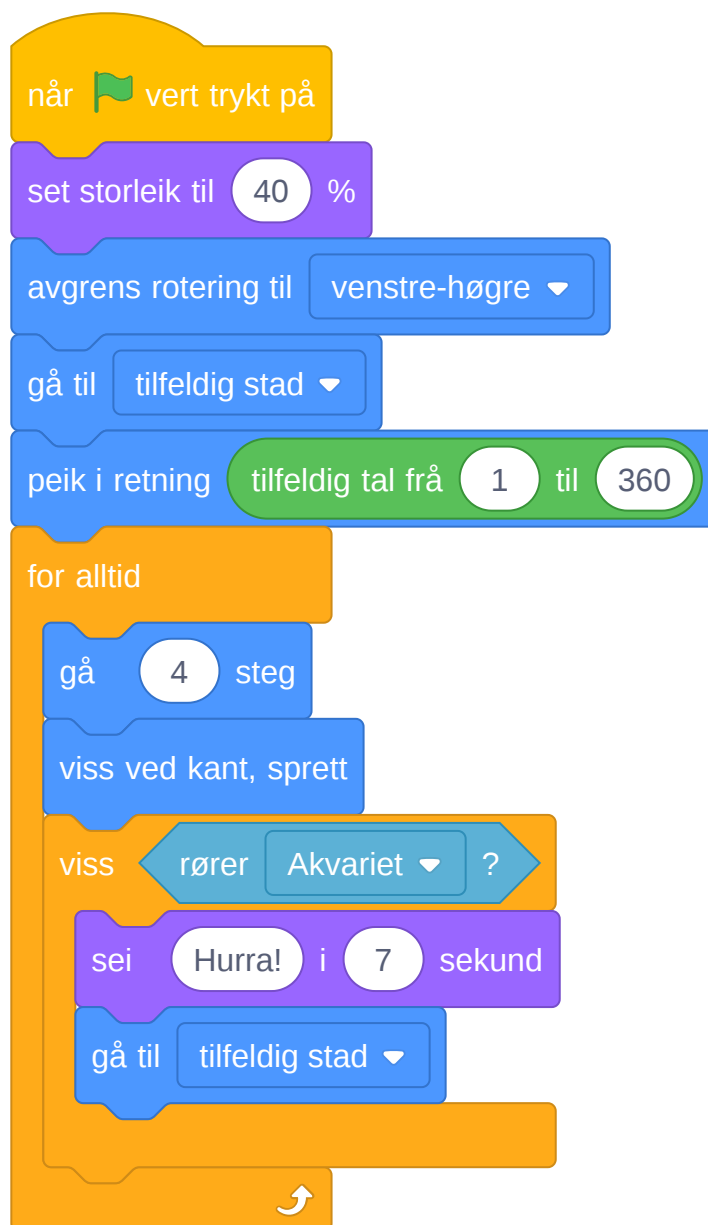 når vert trykt på
set storleik til 40 %
avgrens rotering til venstre-høgre
gå til tilfeldig stad
peik i retning tilfeldig tal frå 1 til 360
for alltid
gå 4 steg
viss ved kant, sprett
viss rører Akvariet ?
sei Hurra! i 7 sekund
gå til tilfeldig stad